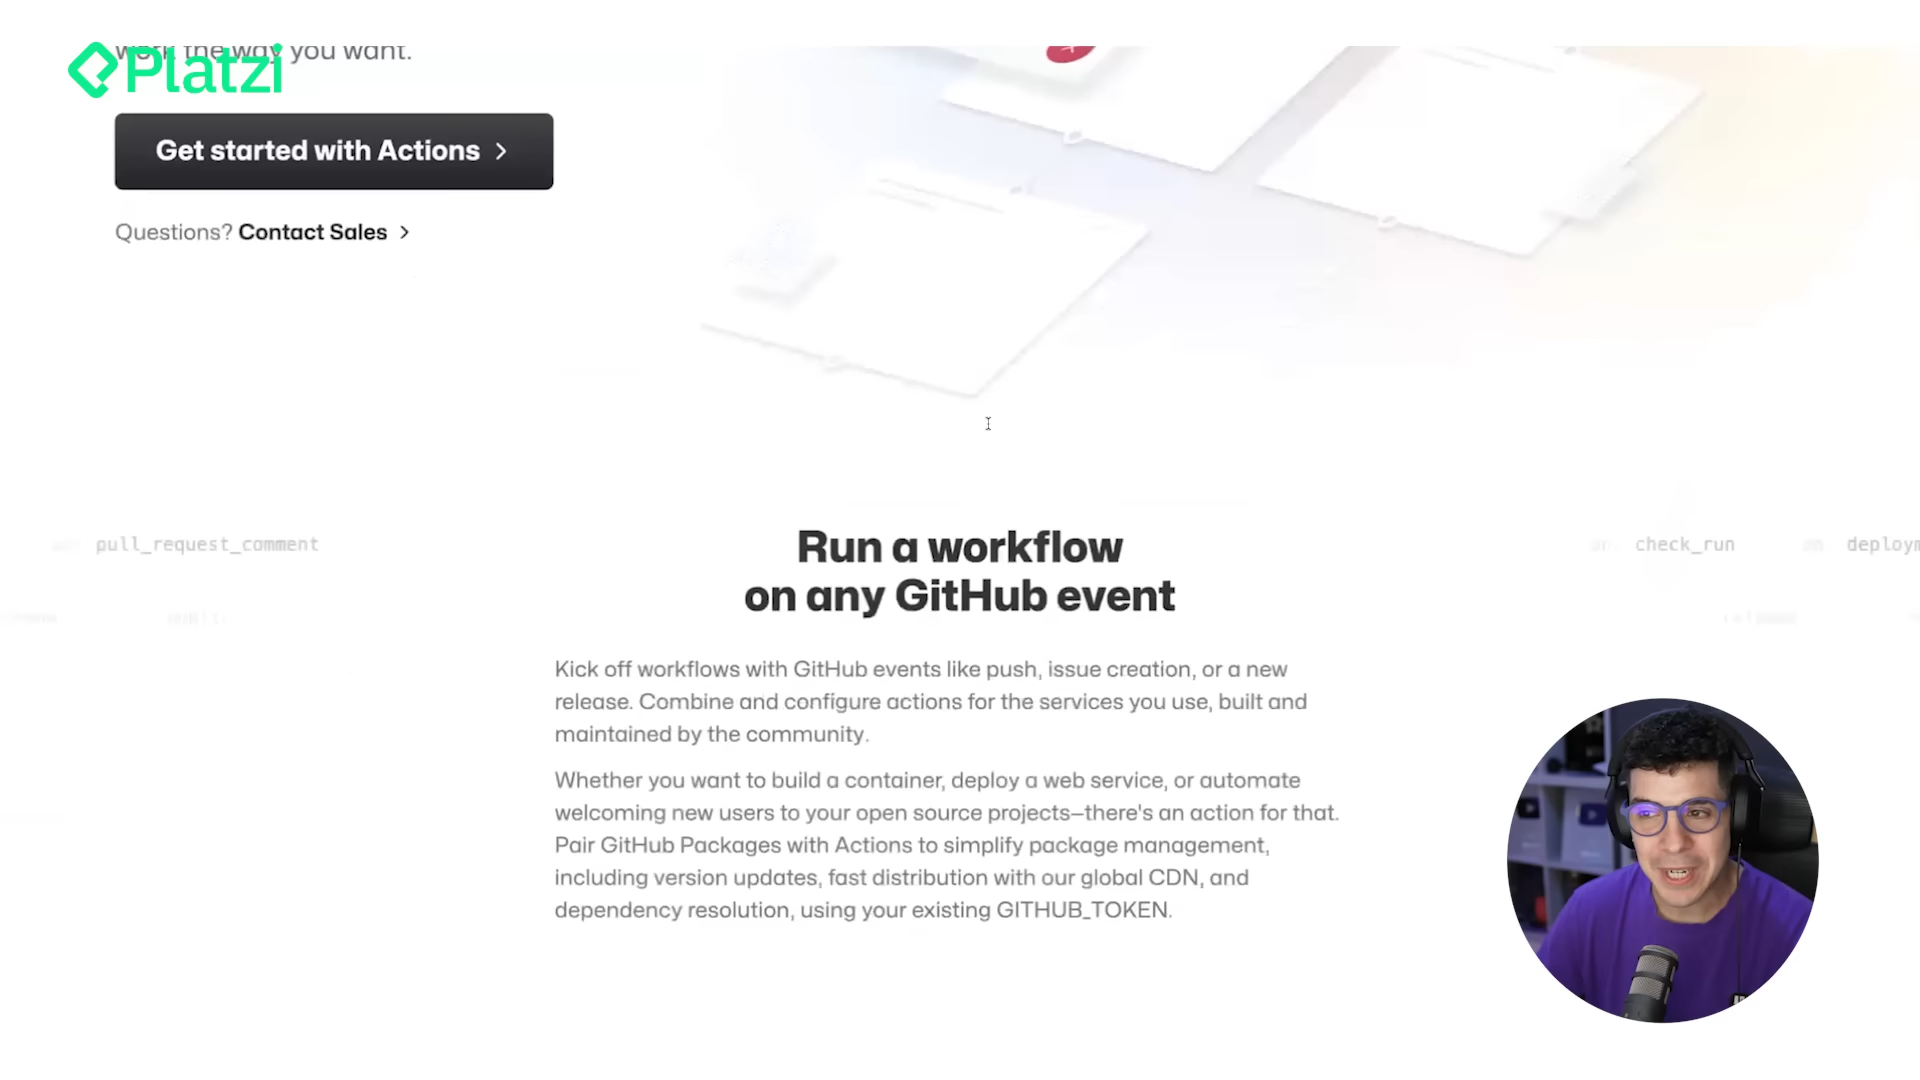 work the way you want.
Platzi
Get started with Actions
Questions? Contact Sales
pull_request_comment
check_run
Run a workflow
on any GitHub event
Kick off workflows with GitHub events like push, issue creation, or a new
release. Combine and configure actions for the services you use, built and
maintained by the community.
Whether you want to build a container, deploy a web service, or automate
welcoming new users to your open source projects—there's an action for that.
Pair GitHub Packages with Actions to simplify package management,
including version updates, fast distribution with our global CDN, and
dependency resolution, using your existing GITHUB_TOKEN.